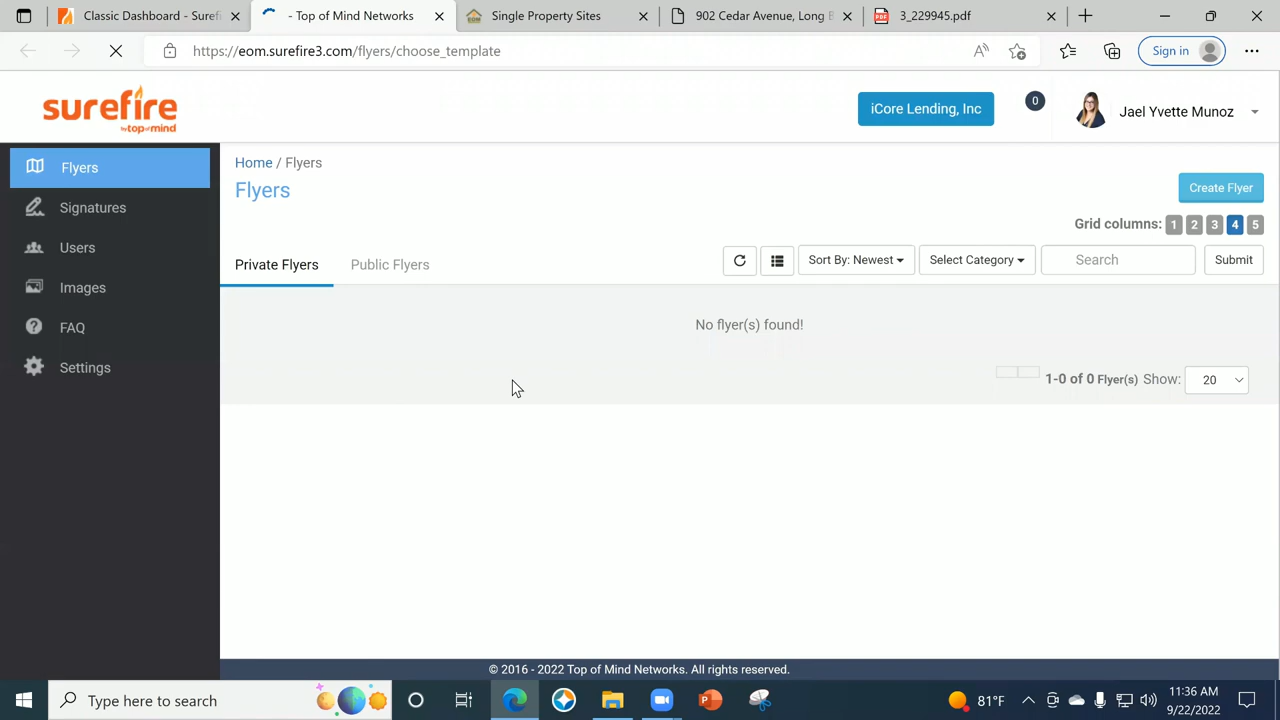 Classic Dashboard - Surefi
- Top of Mind Networks
Single Property Sites
902 Cedar Avenue, Long B
3_229945.pdf
https://eom.surefire3.com/flyers/choose_template
Sign in
surefire
by top of mind
iCore Lending, Inc
0
Jael Yvette Munoz
Flyers
Signatures
Users
Images
FAQ
Settings
Home / Flyers
Flyers
Create Flyer
Grid columns: 1 2 3 4 5
Private Flyers
Public Flyers
Sort By: Newest
Select Category
Search
Submit
No flyer(s) found!
1-0 of 0 Flyer(s) Show: 20
© 2016 - 2022 Top of Mind Networks. All rights reserved.
Type here to search
81°F
11:36 AM
9/22/2022